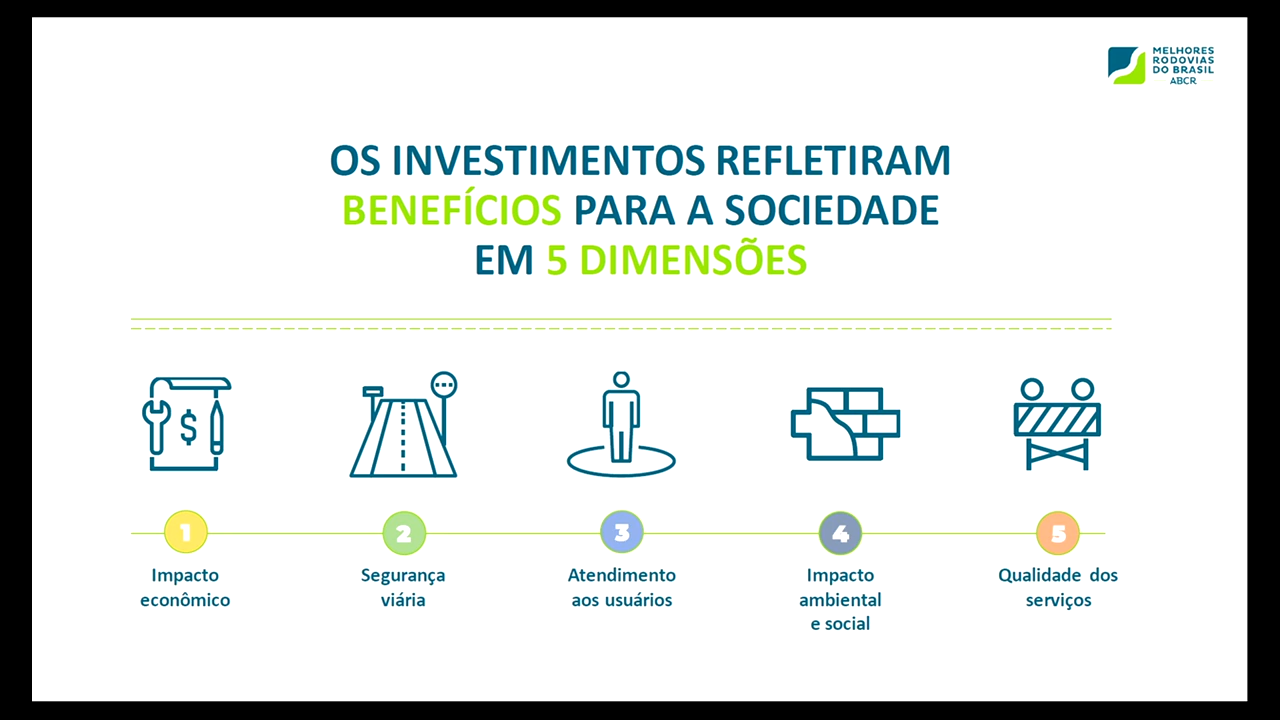 MELHORES
RODOVIAS
DO BRASIL
ABCR
OS INVESTIMENTOS REFLETIRAM
BENEFÍCIOS PARA A SOCIEDADE
EM 5 DIMENSÕES
$
1
2
3
4
5
Impacto
econômico
Segurança
viária
Atendimento
aos usuários
Impacto
ambiental
e social
Qualidade dos
serviços